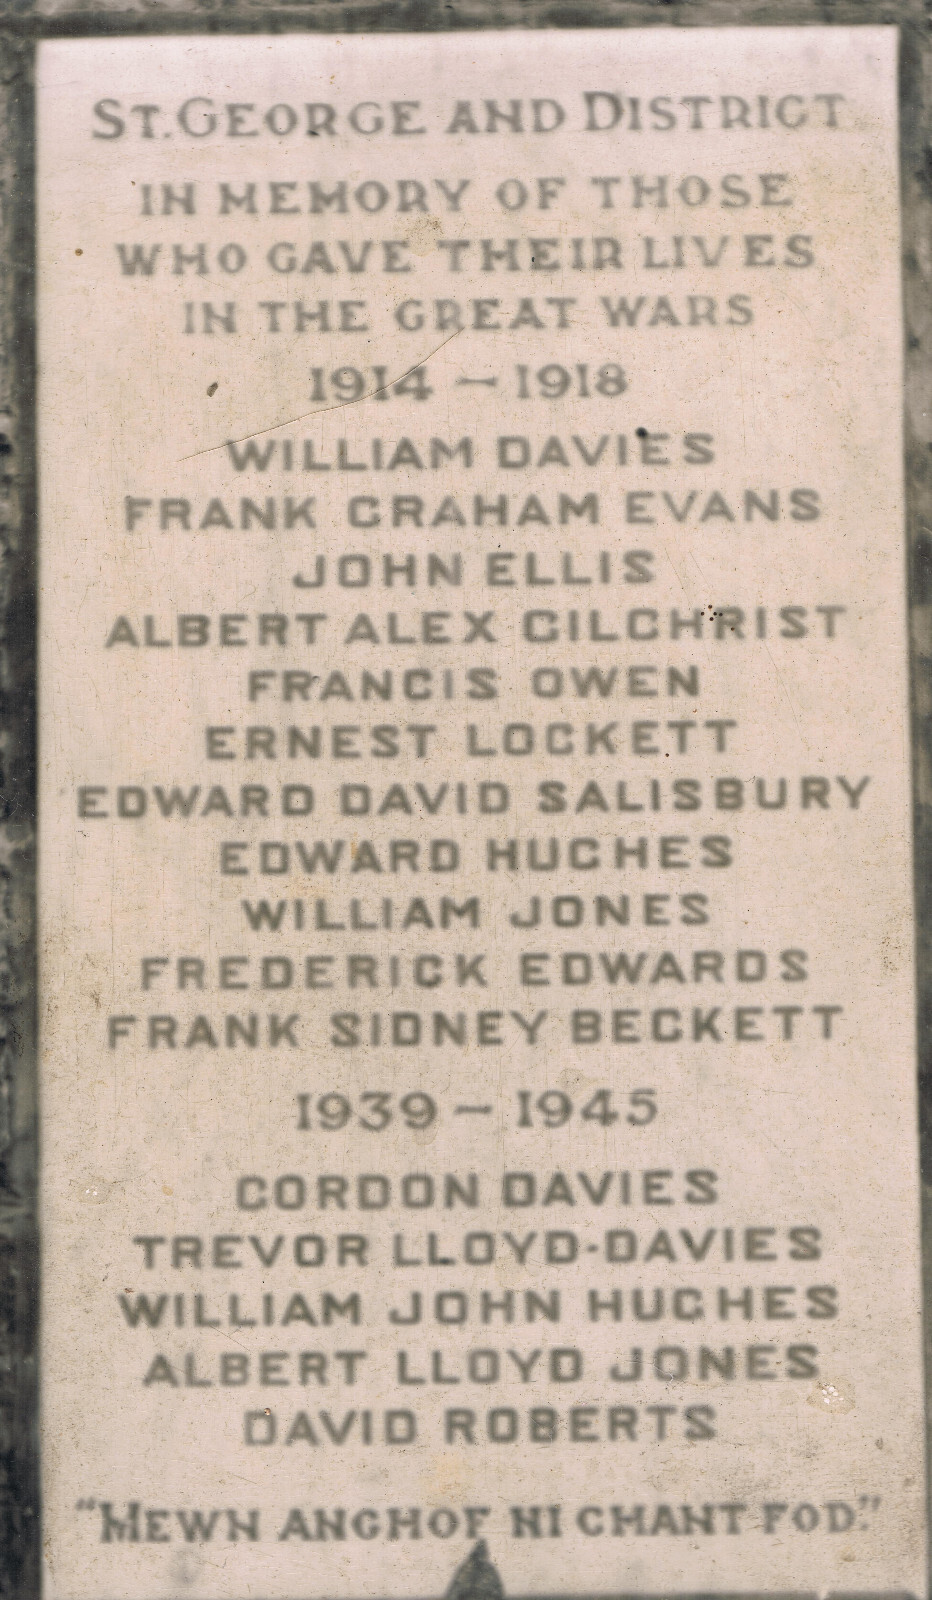 ST. GEORGE AND DISTRICT
IN MEMORY OF THOSE
WHO GAVE THEIR LIVES
IN THE GREAT WARS
1914 – 1918
WILLIAM DAVIES
FRANK GRAHAM EVANS
JOHN ELLIS
ALBERT ALEX GILCHRIST
FRANCIS OWEN
ERNEST LOCKETT
EDWARD DAVID SALISBURY
EDWARD HUGHES
WILLIAM JONES
FREDERICK EDWARDS
FRANK SIDNEY BECKETT
1939 – 1945
GORDON DAVIES
TREVOR LLOYD-DAVIES
WILLIAM JOHN HUGHES
ALBERT LLOYD JONES
DAVID ROBERTS
“MEWN ANGHOF NI CHANT FOD.”